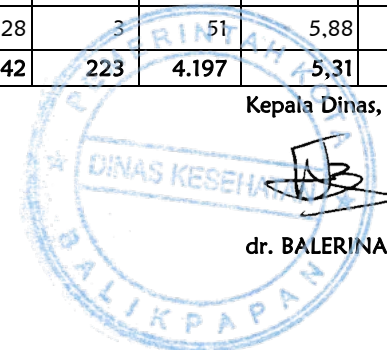 28 3 51 5,88
42 223 4.197 5,31
Kepala Dinas,
PEMERINTAH KOTA
DINAS KESEHATAN
BALIKPAPAN
dr. BALERINA